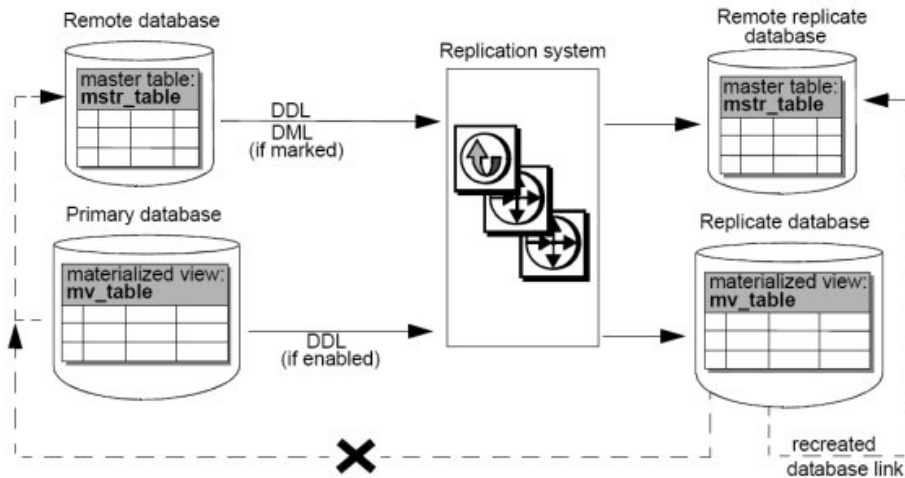 Remote database
master table:
mstr_table
DDL
DML
(if marked)
Replication system
Remote replicate
database
master table:
mstr_table
Primary database
materialized view:
mv_table
DDL
(if enabled)
Replicate database
materialized view:
mv_table
recreated
database link